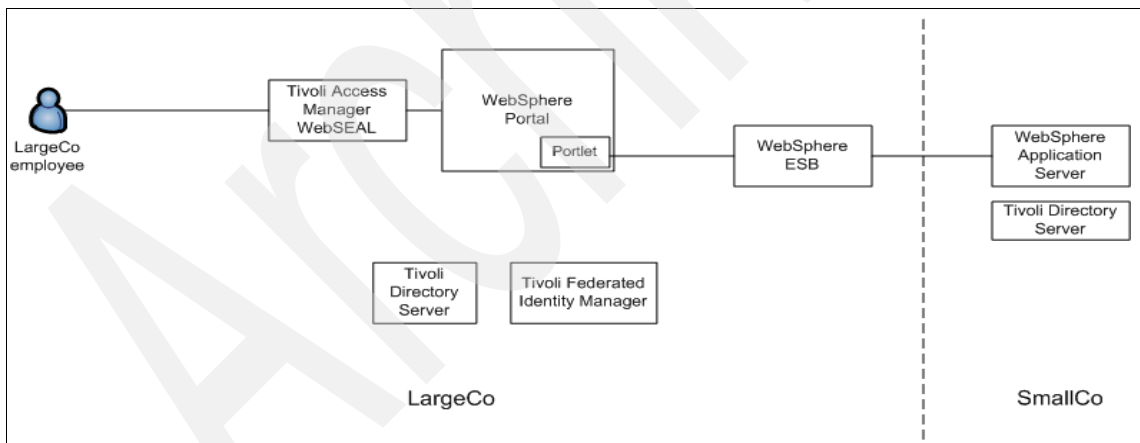 LargeCo
employee
Tivoli Access
Manager
WebSEAL
WebSphere
Portal
Portlet
WebSphere
ESB
WebSphere
Application
Server
Tivoli Directory
Server
Tivoli
Directory
Server
Tivoli Federated
Identity Manager
LargeCo
SmallCo